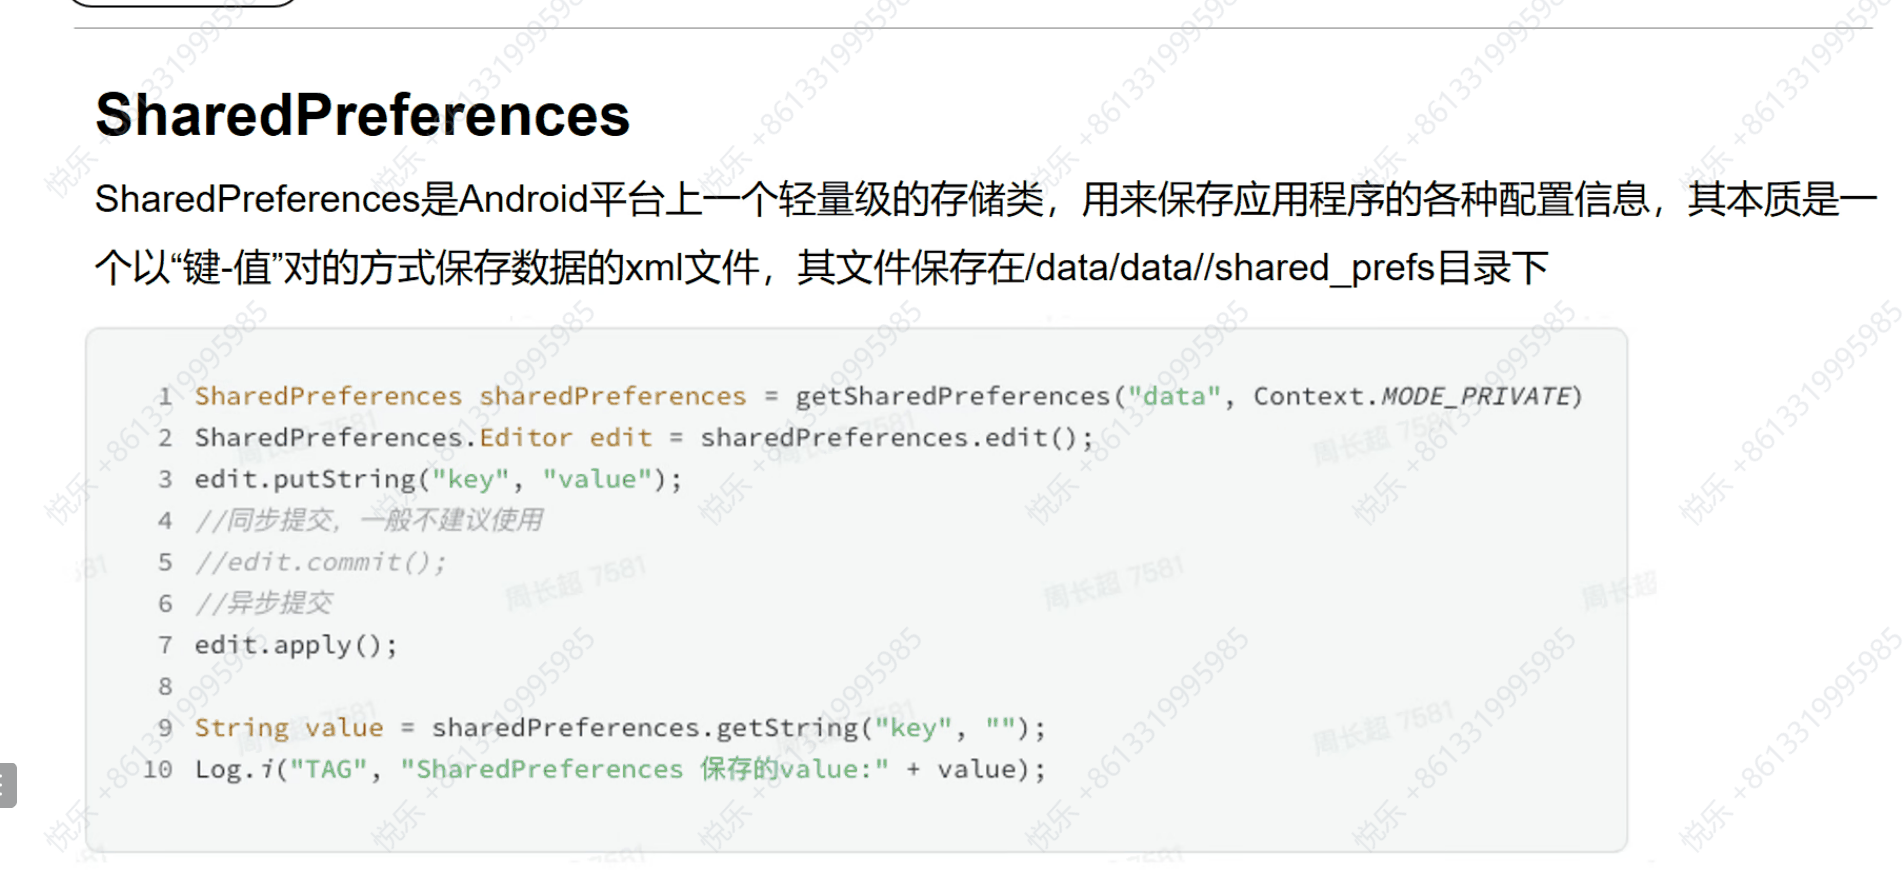 SharedPreferences
SharedPreferences是Android平台上一个轻量级的存储类，用来保存应用程序的各种配置信息，其本质是一
个以“键-值”对的方式保存数据的xml文件，其文件保存在/data/data//shared_prefs目录下
1 SharedPreferences sharedPreferences = getSharedPreferences("data", Context.MODE_PRIVATE)
2 SharedPreferences.Editor edit = sharedPreferences.edit();
3 edit.putString("key", "value");
4 //同步提交，一般不建议使用
5 //edit.commit();
6 //异步提交
7 edit.apply();
8
9 String value = sharedPreferences.getString("key", "");
10 Log.i("TAG", "SharedPreferences 保存的value:" + value);
悦乐 +8613319995985
周长超 7581